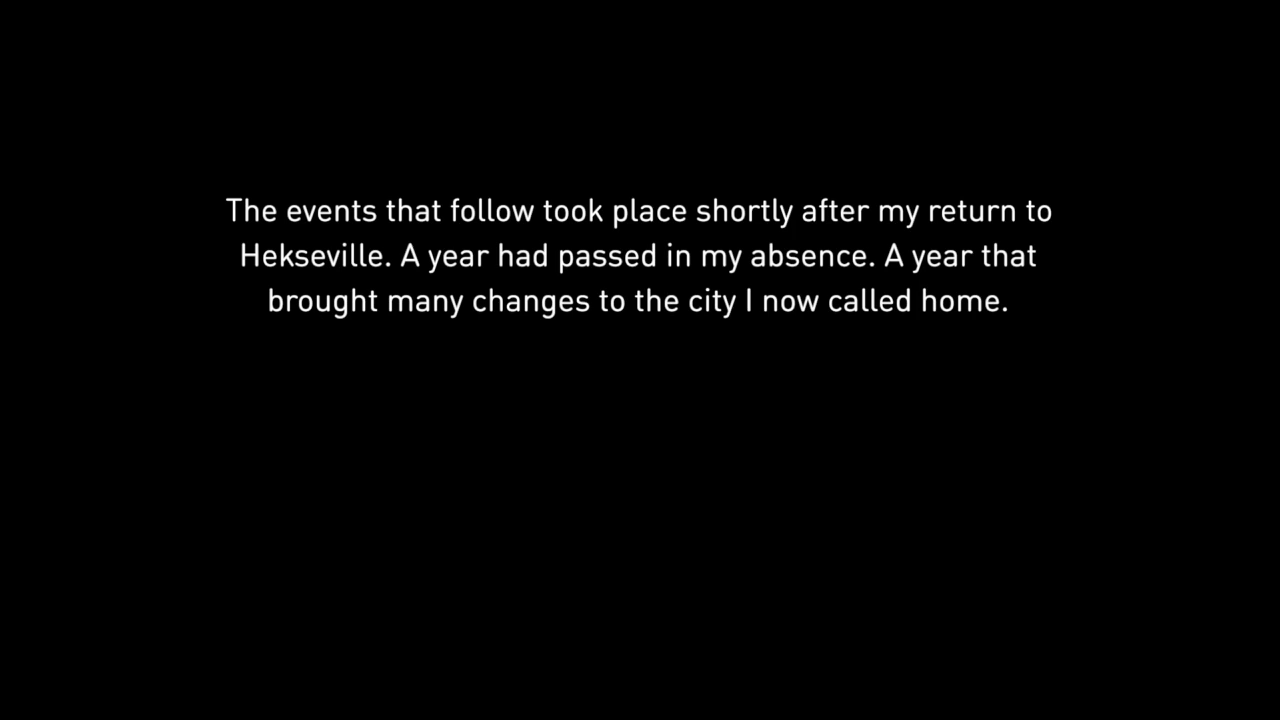 The events that follow took place shortly after my return to
Hekseville. A year had passed in my absence. A year that
brought many changes to the city I now called home.